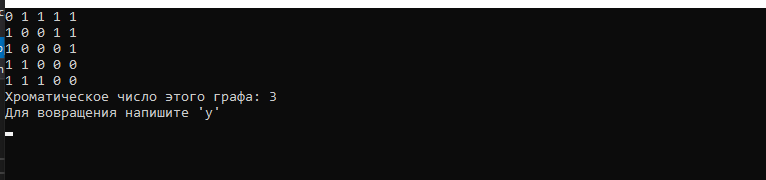 0 1 1 1 1
1 0 0 1 1
1 0 0 0 1
1 1 0 0 0
1 1 1 0 0
Хроматическое число этого графа: 3
Для вовращения напишите 'y'